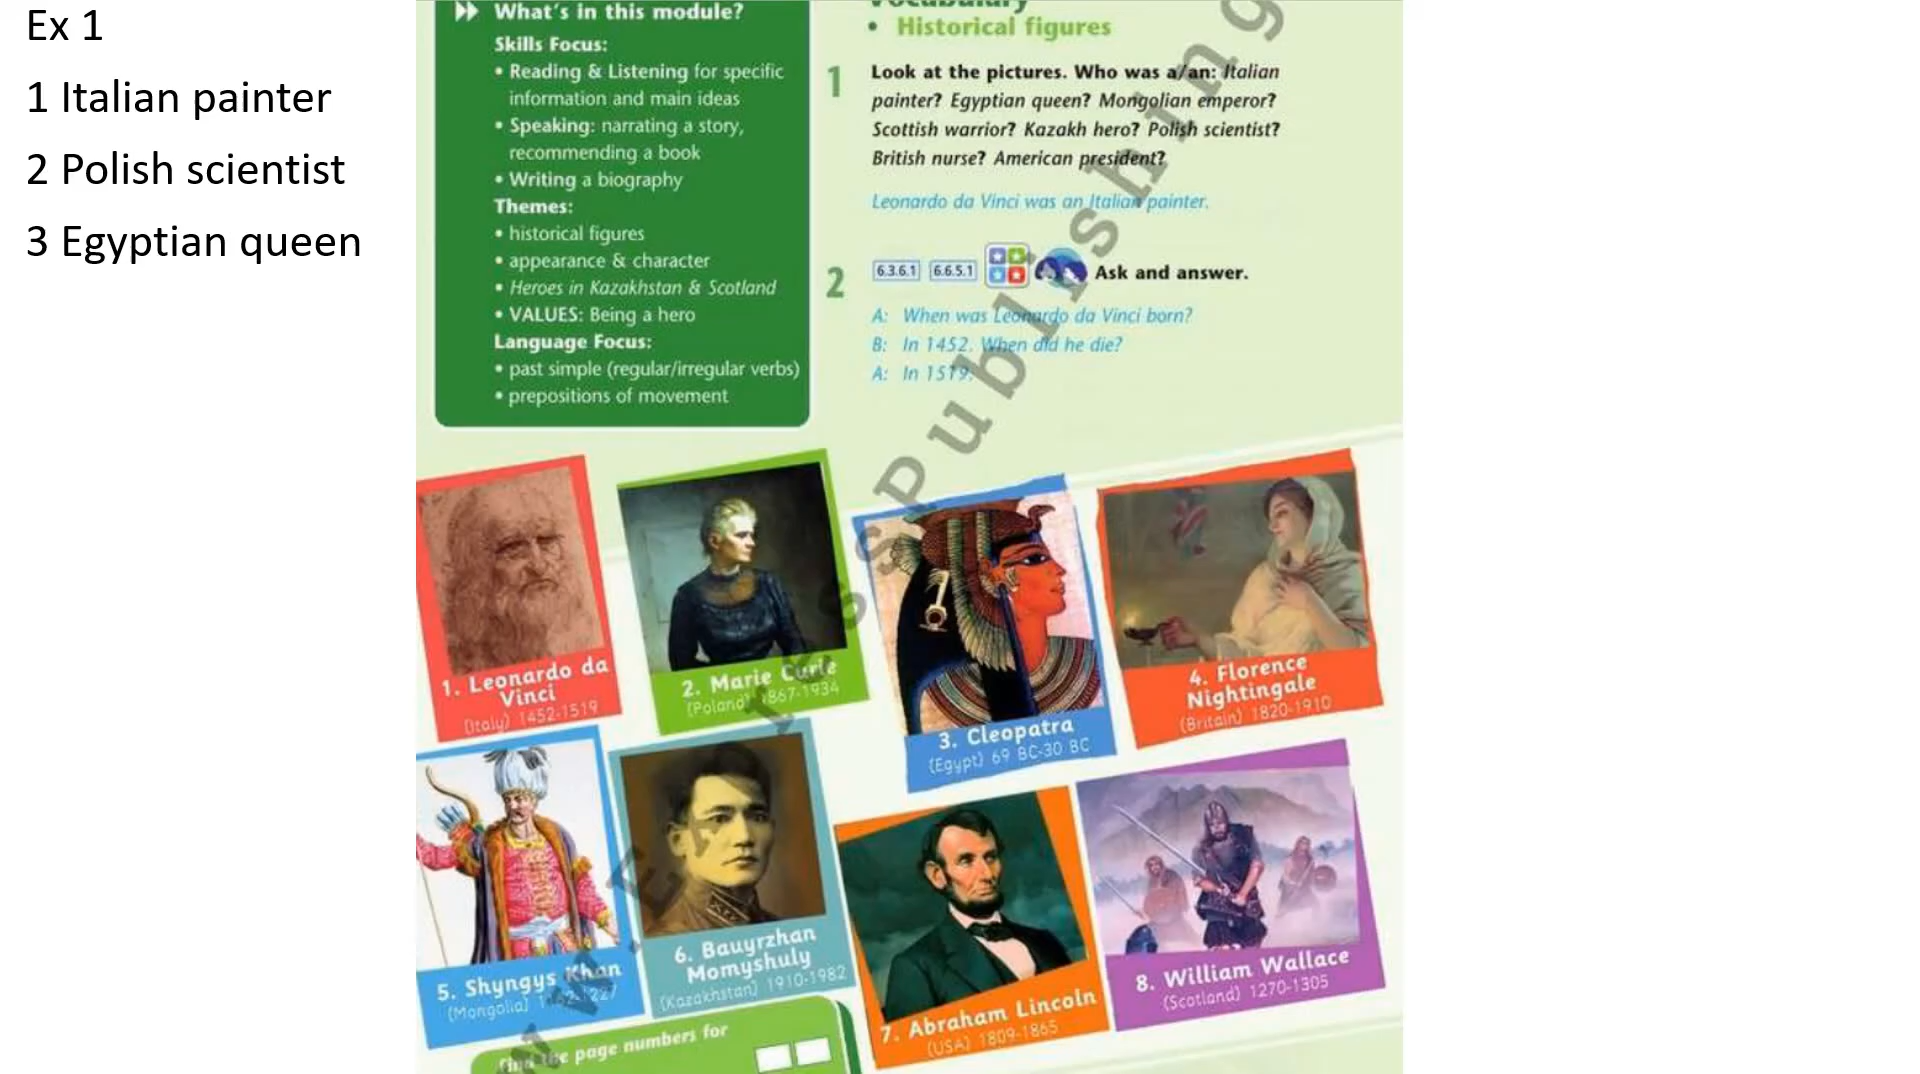 Ex 1
1 Italian painter
2 Polish scientist
3 Egyptian queen
What's in this module?
Skills Focus:
• Reading & Listening for specific
information and main ideas
• Speaking: narrating a story,
recommending a book
• Writing a biography
Themes:
• historical figures
• appearance & character
• Heroes in Kazakhstan & Scotland
• VALUES: Being a hero
Language Focus:
• past simple (regular/irregular verbs)
• prepositions of movement
Vocabulary
• Historical figures
1 Look at the pictures. Who was a/an: Italian
painter? Egyptian queen? Mongolian emperor?
Scottish warrior? Kazakh hero? Polish scientist?
British nurse? American president?
Leonardo da Vinci was an Italian painter.
2 6.3.6.1 6.6.5.1 Ask and answer.
A: When was Leonardo da Vinci born?
B: In 1452. When did he die?
A: In 1519.
1. Leonardo da
Vinci
(Italy) 1452-1519
2. Marie Curie
(Poland) 1867-1934
3. Cleopatra
(Egypt) 69 BC-30 BC
4. Florence
Nightingale
(Britain) 1820-1910
5. Shyngys Khan
(Mongolia)
6. Bauyrzhan
Momyshuly
(Kazakhstan) 1910-1982
7. Abraham Lincoln
(USA) 1809-1865
8. William Wallace
(Scotland) 1270-1305
Find the page numbers for